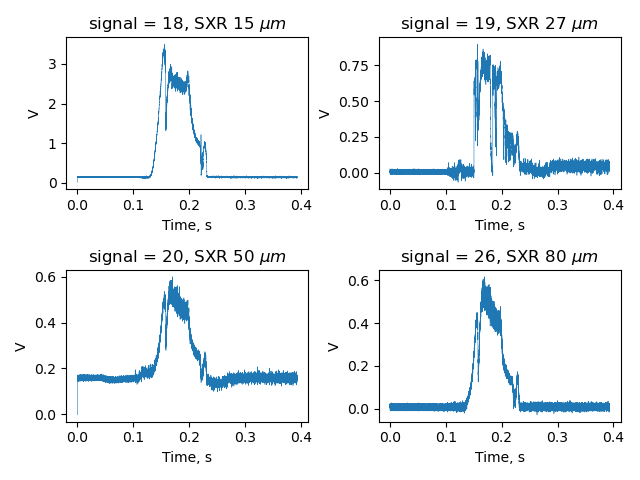 signal = 18, SXR 15 μm
3
2
1
0
V
0.0 0.1 0.2 0.3 0.4
Time, s
signal = 19, SXR 27 μm
0.75
0.50
0.25
0.00
V
0.0 0.1 0.2 0.3 0.4
Time, s
signal = 20, SXR 50 μm
0.6
0.4
0.2
0.0
V
0.0 0.1 0.2 0.3 0.4
Time, s
signal = 26, SXR 80 μm
0.6
0.4
0.2
0.0
V
0.0 0.1 0.2 0.3 0.4
Time, s